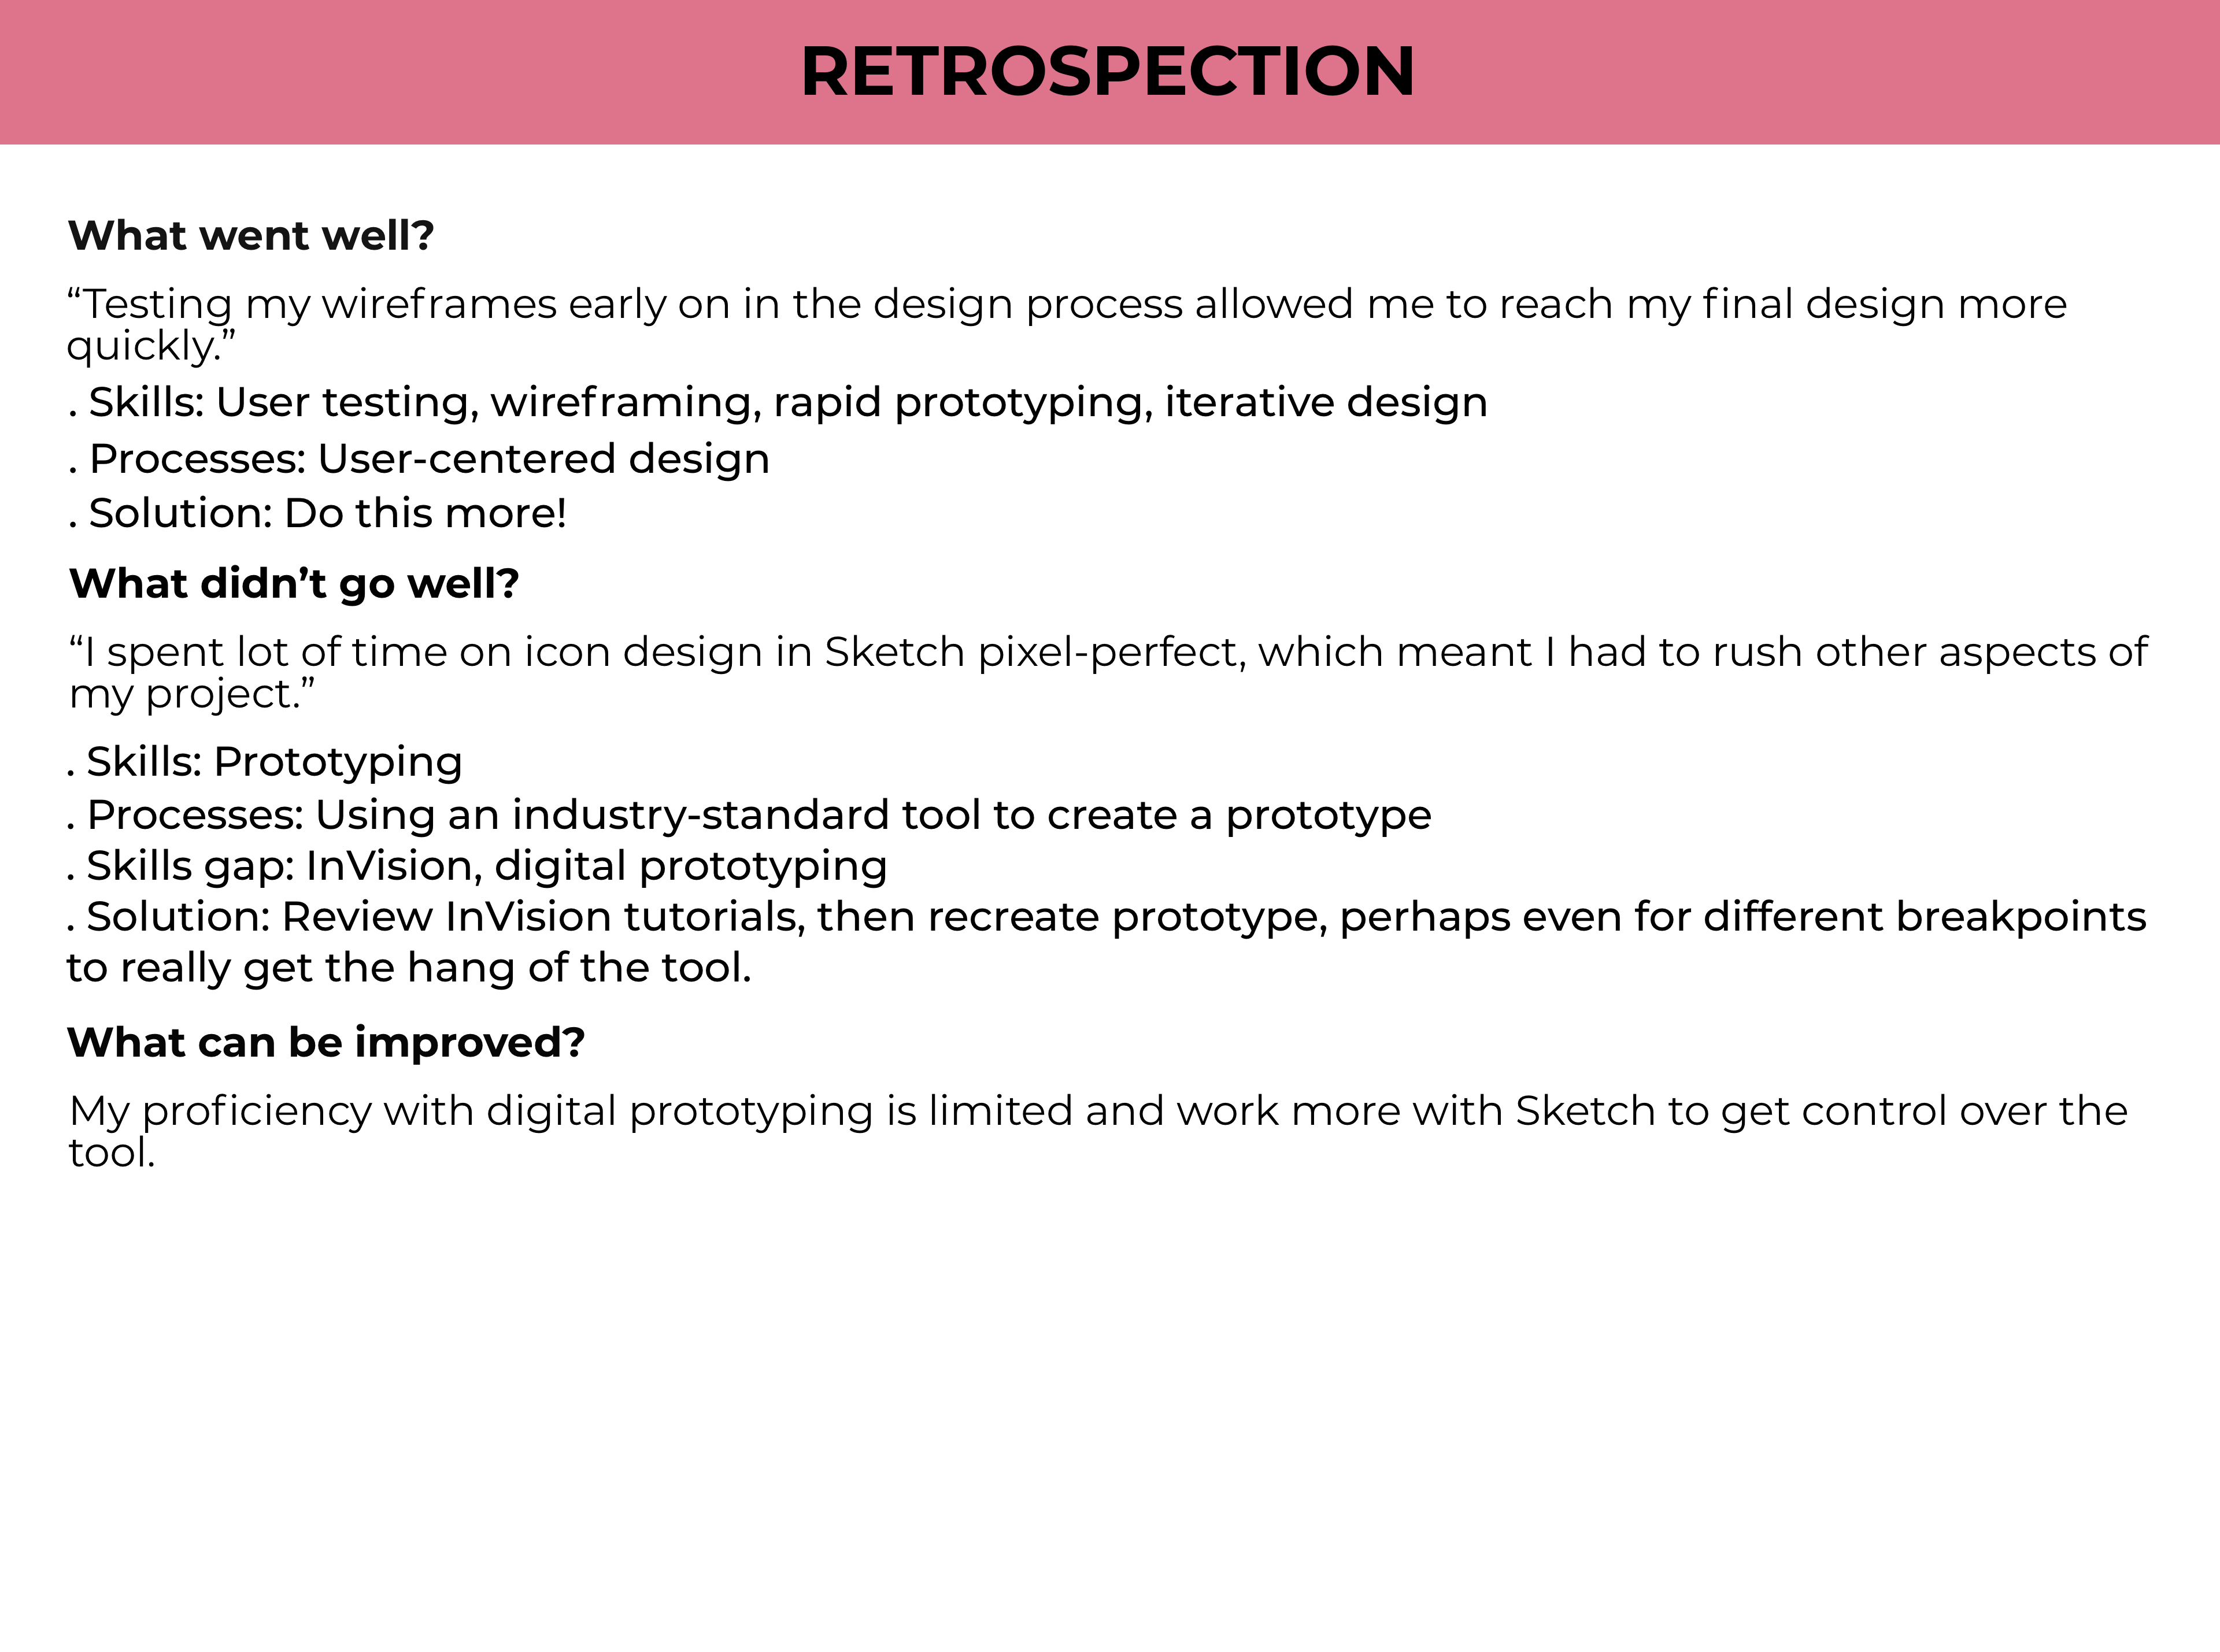 RETROSPECTION
What went well?
“Testing my wireframes early on in the design process allowed me to reach my final design more
quickly.”
. Skills: User testing, wireframing, rapid prototyping, iterative design
. Processes: User-centered design
. Solution: Do this more!
What didn’t go well?
“I spent lot of time on icon design in Sketch pixel-perfect, which meant I had to rush other aspects of
my project.”
. Skills: Prototyping
. Processes: Using an industry-standard tool to create a prototype
. Skills gap: InVision, digital prototyping
. Solution: Review InVision tutorials, then recreate prototype, perhaps even for different breakpoints
to really get the hang of the tool.
What can be improved?
My proficiency with digital prototyping is limited and work more with Sketch to get control over the
tool.